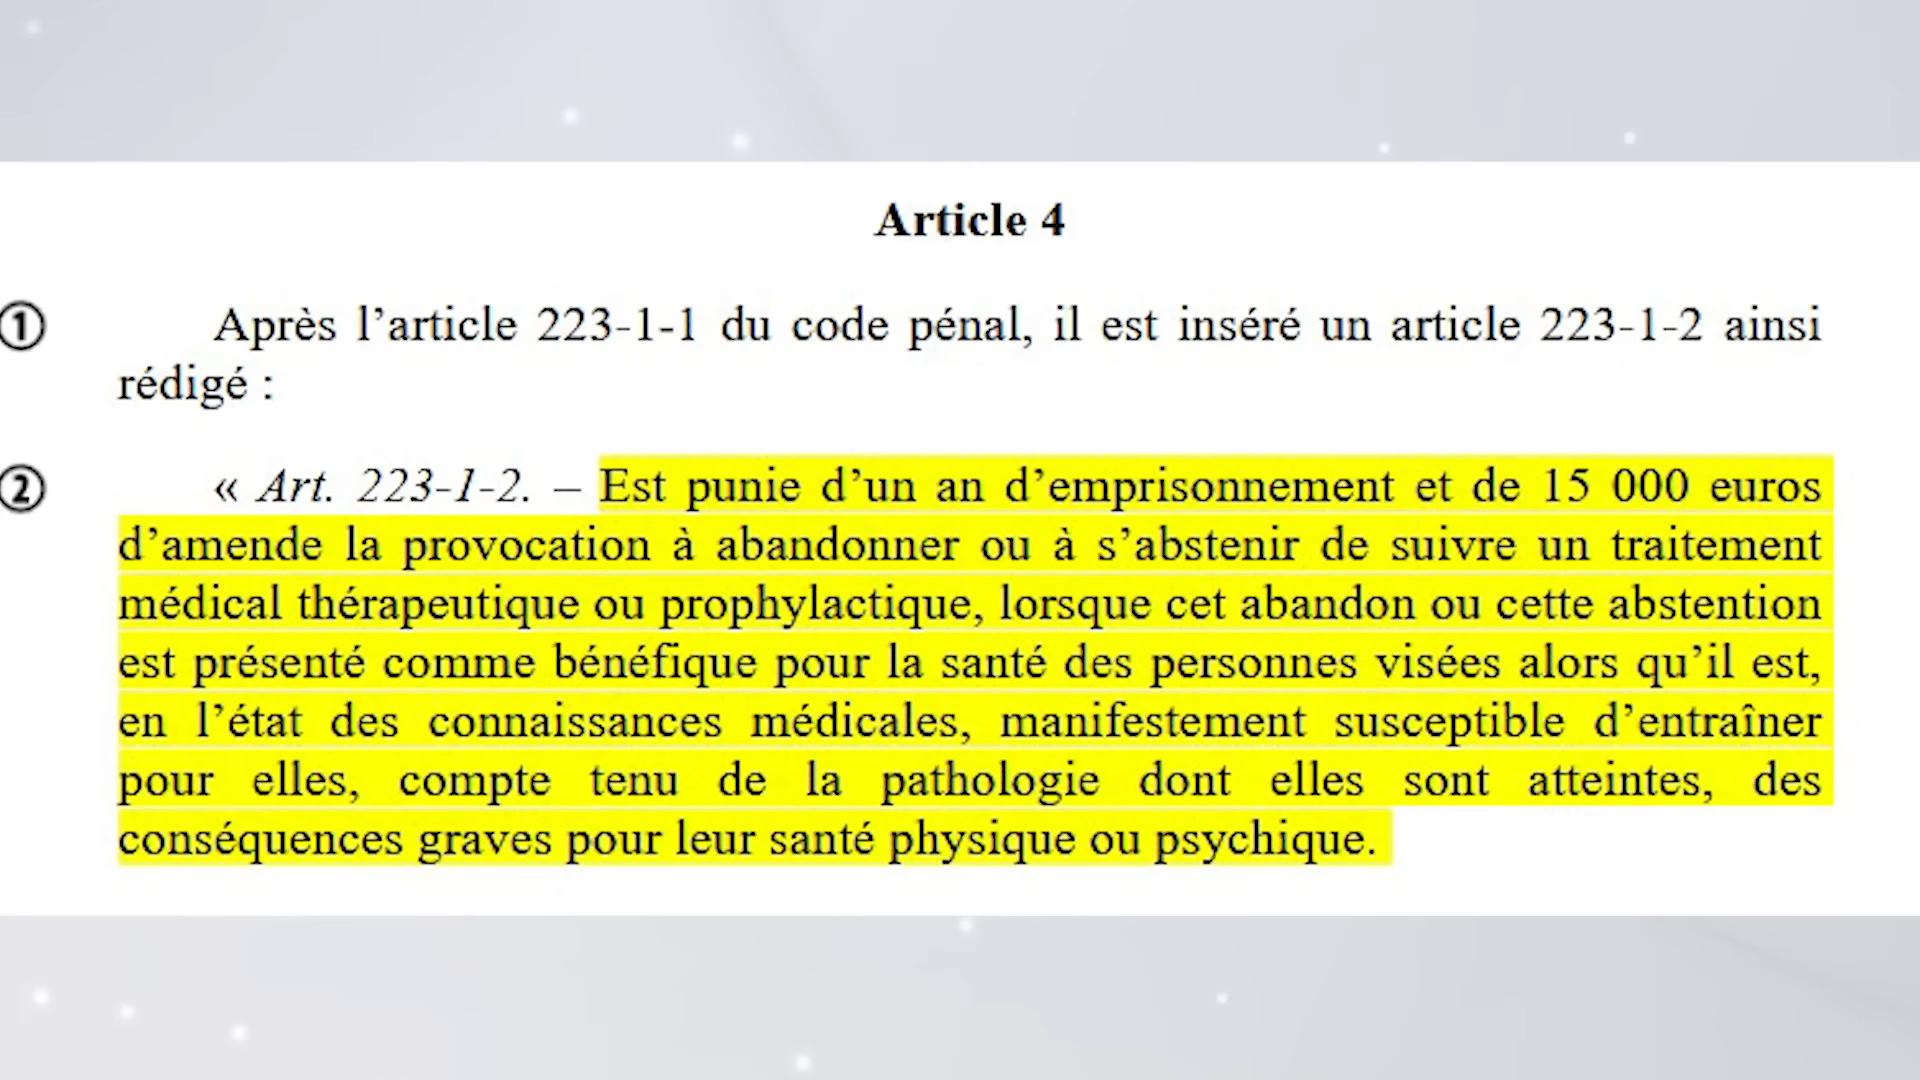 Article 4
① Après l’article 223-1-1 du code pénal, il est inséré un article 223-1-2 ainsi
rédigé :
② « Art. 223-1-2. – Est punie d’un an d’emprisonnement et de 15 000 euros
d’amende la provocation à abandonner ou à s’abstenir de suivre un traitement
médical thérapeutique ou prophylactique, lorsque cet abandon ou cette abstention
est présenté comme bénéfique pour la santé des personnes visées alors qu’il est,
en l’état des connaissances médicales, manifestement susceptible d’entraîner
pour elles, compte tenu de la pathologie dont elles sont atteintes, des
conséquences graves pour leur santé physique ou psychique.